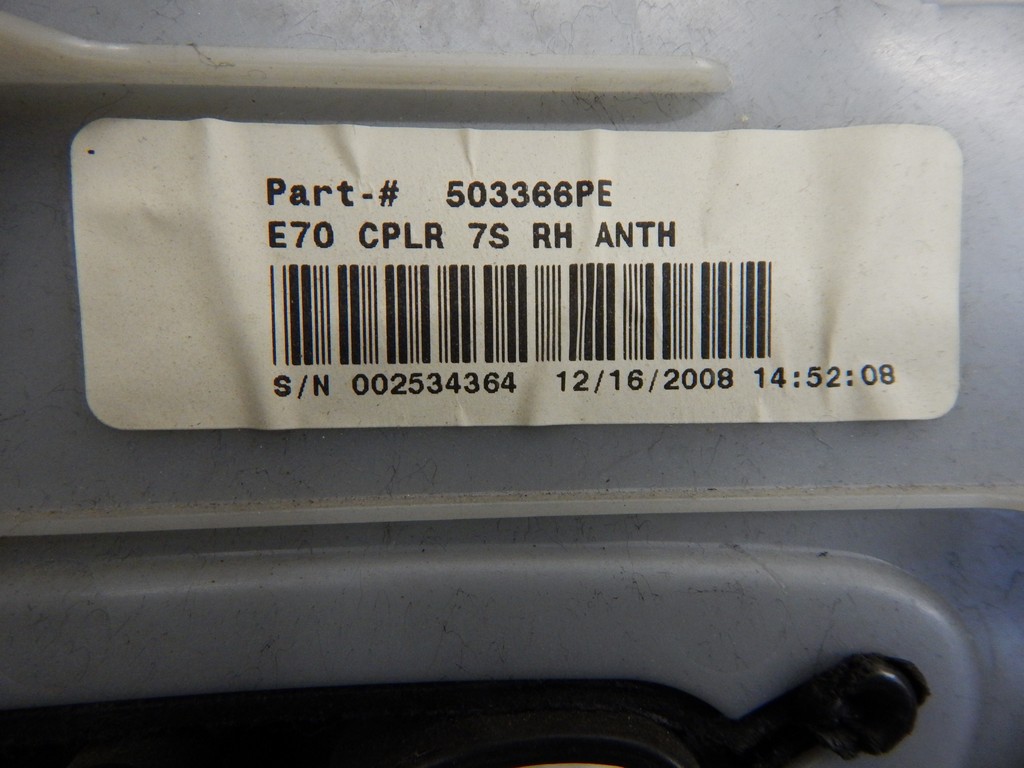 Part-# 503366PE
E70 CPLR 7S RH ANTH
S/N 002534364 12/16/2008 14:52:08